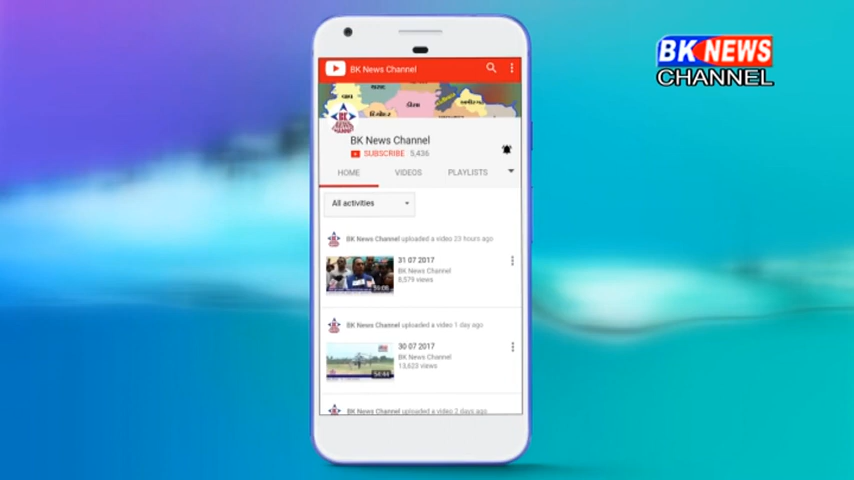 BK NEWS
CHANNEL
BK News Channel
BK News Channel
SUBSCRIBE 5,436
HOME
VIDEOS
PLAYLISTS
All activities
BK News Channel uploaded a video 23 hours ago
31 07 2017
BK News Channel
8,579 views
BK News Channel uploaded a video 1 day ago
30 07 2017
BK News Channel
13,623 views
54:44
BK News Channel uploaded a video 2 days ago